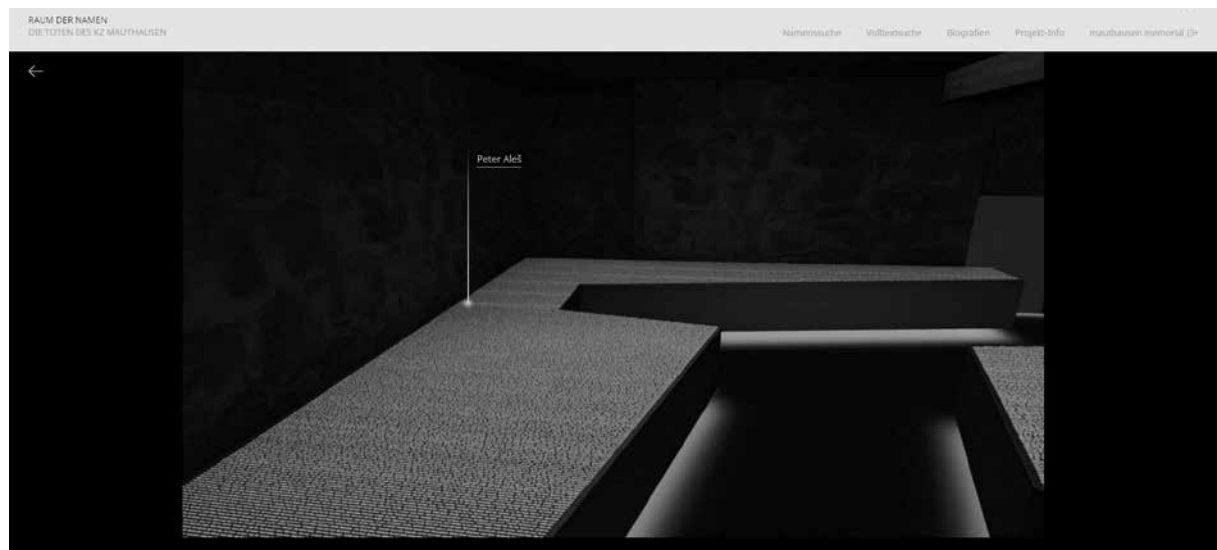 RAUM DER NAMEN
DIE TOTEN DES KZ MAUTHAUSEN
Namenssuche Volltextsuche Biografien Projekt-Info mauthausen memorial
Peter Aleš